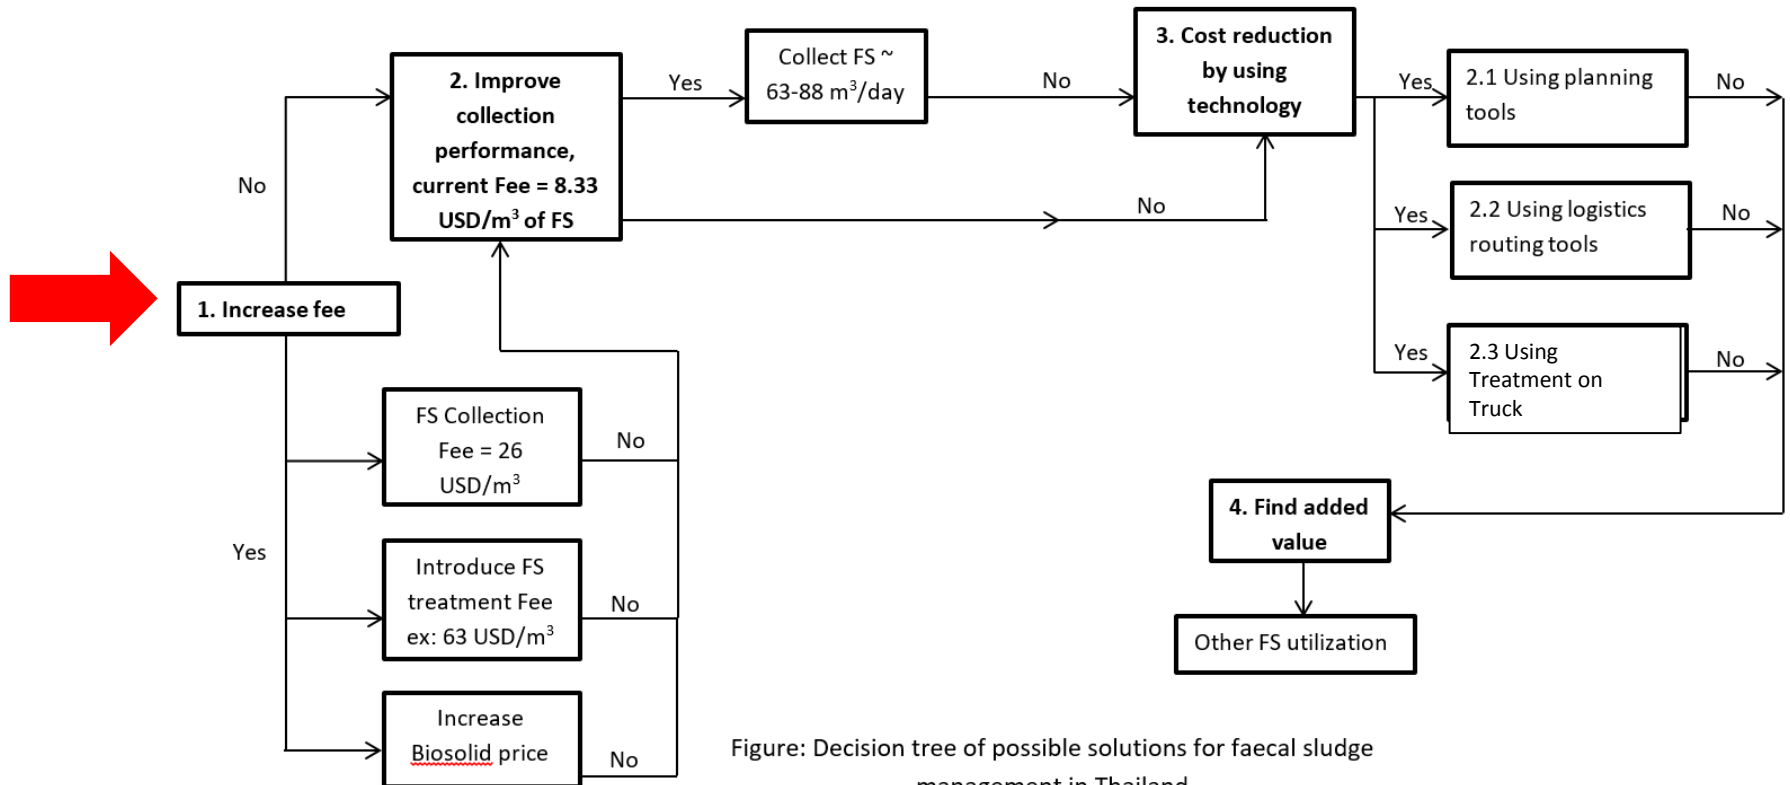 No
1. Increase fee
Yes
2. Improve
collection
performance,
current Fee = 8.33
USD/m³ of FS
Yes
Collect FS ~
63-88 m³/day
No
No
FS Collection
Fee = 26
USD/m³
No
Introduce FS
treatment Fee
ex: 63 USD/m³
No
Increase
Biosolid price
No
3. Cost reduction
by using
technology
Yes
2.1 Using planning
tools
No
Yes
2.2 Using logistics
routing tools
No
Yes
2.3 Using
Treatment on
Truck
No
4. Find added
value
Other FS utilization
Figure: Decision tree of possible solutions for faecal sludge
management in Thailand